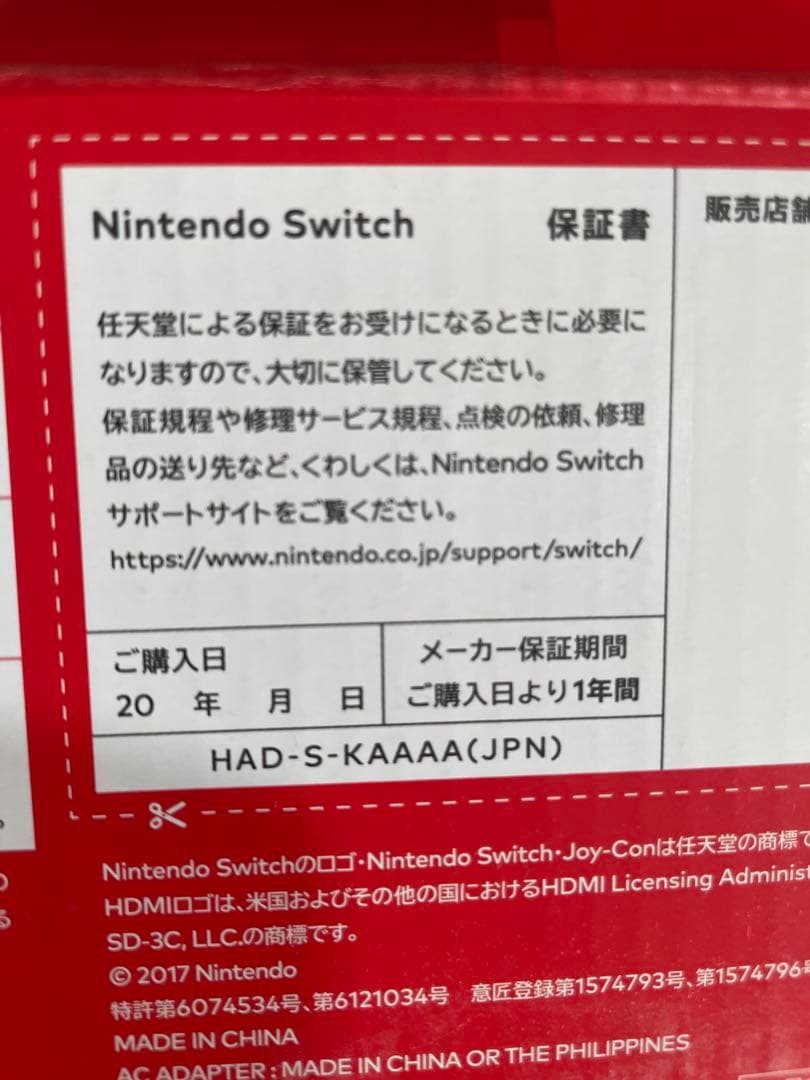 Nintendo Switch 保証書
任天堂による保証をお受けになるときに必要に
なりますので、大切に保管してください。
保証規程や修理サービス規程、点検の依頼、修理
品の送り先など、くわしくは、Nintendo Switch
サポートサイトをご覧ください。
https://www.nintendo.co.jp/support/switch/
ご購入日
20 年 月 日
メーカー保証期間
ご購入日より1年間
HAD-S-KAAAA(JPN)
販売店舗
Nintendo Switchのロゴ・Nintendo Switch・Joy-Conは任天堂の商標で
HDMIロゴは、米国およびその他の国におけるHDMI Licensing Administ
SD-3C, LLC.の商標です。
© 2017 Nintendo
特許第6074534号、第6121034号 意匠登録第1574793号、第1574796号
MADE IN CHINA
AC ADAPTER : MADE IN CHINA OR THE PHILIPPINES